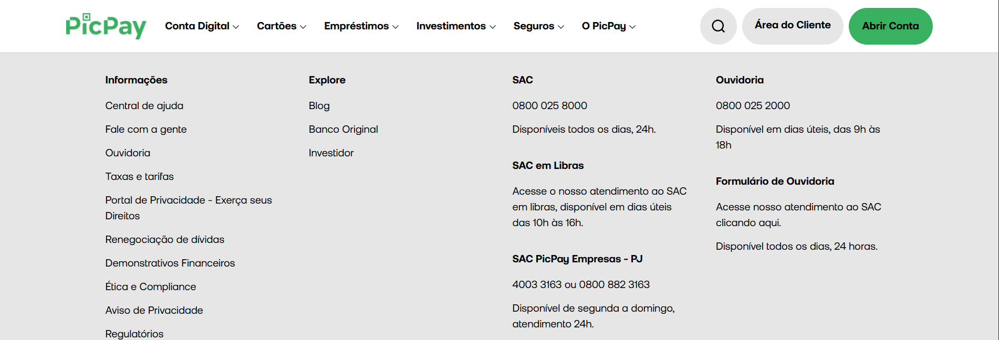 PicPay Conta Digital Cartões Empréstimos Investimentos Seguros O PicPay Área do Cliente Abrir Conta
Informações
Central de ajuda
Fale com a gente
Ouvidoria
Taxas e tarifas
Portal de Privacidade - Exerça seus
Direitos
Renegociação de dívidas
Demonstrativos Financeiros
Ética e Compliance
Aviso de Privacidade
Regulatórios
Explore
Blog
Banco Original
Investidor
SAC
0800 025 8000
Disponíveis todos os dias, 24h.
SAC em Libras
Acesse o nosso atendimento ao SAC
em libras, disponível em dias úteis
das 10h às 16h.
SAC PicPay Empresas - PJ
4003 3163 ou 0800 882 3163
Disponível de segunda a domingo,
atendimento 24h.
Ouvidoria
0800 025 2000
Disponível em dias úteis, das 9h às
18h
Formulário de Ouvidoria
Acesse nosso atendimento ao SAC
clicando aqui.
Disponível todos os dias, 24 horas.